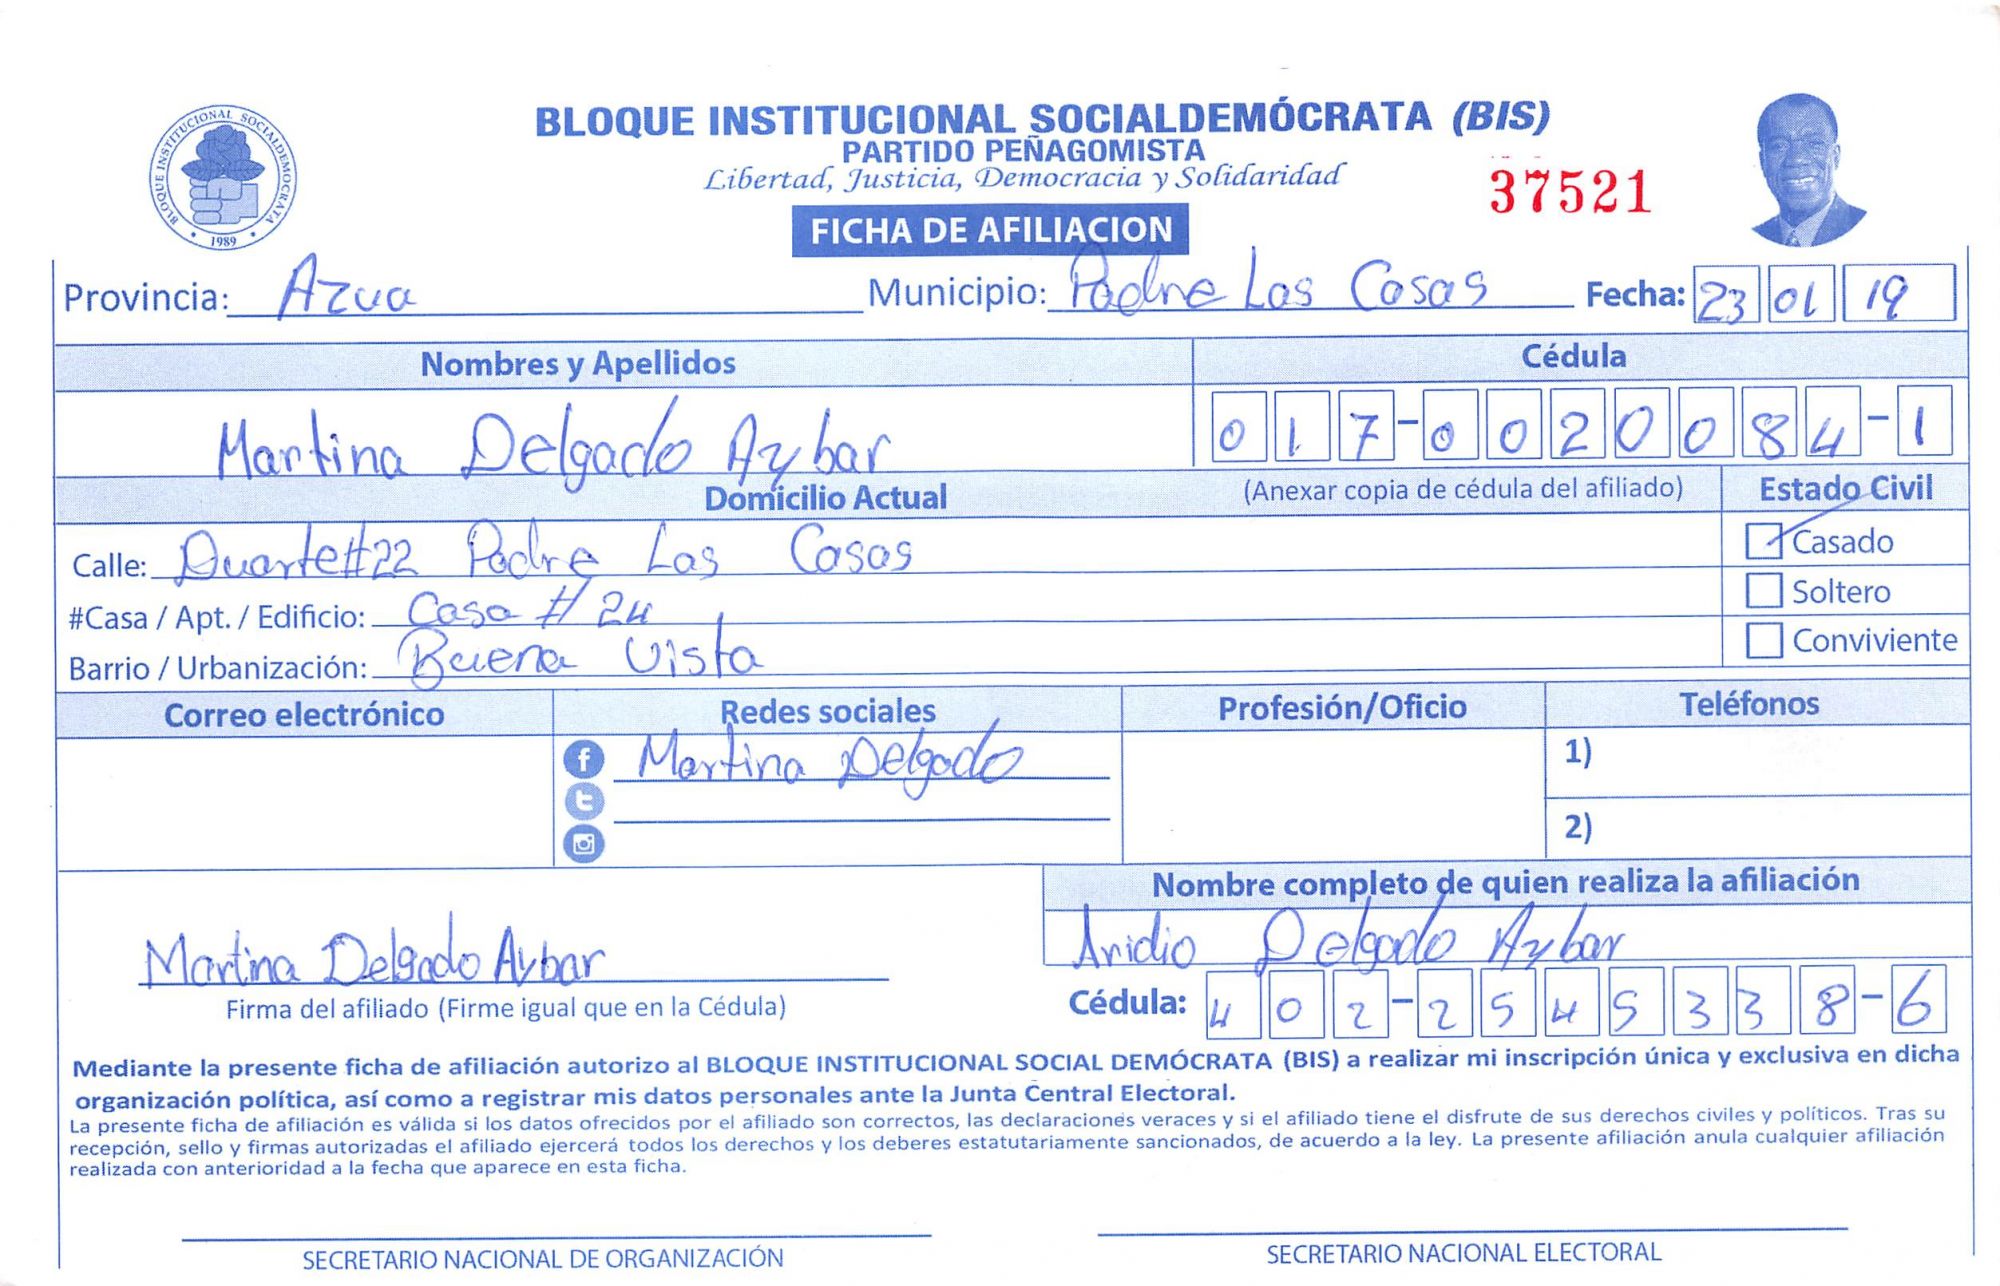 BLOQUE INSTITUCIONAL SOCIALDEMÓCRATA
1989
BLOQUE INSTITUCIONAL SOCIALDEMÓCRATA (BIS)
PARTIDO PEÑAGOMISTA
Libertad, Justicia, Democracia y Solidaridad
37521
FICHA DE AFILIACION
Provincia: Azua Municipio: Padre Las Casas Fecha: 23 01 19
Nombres y Apellidos Cédula
Martina Delgado Aybar 017-0020084-1
Domicilio Actual (Anexar copia de cédula del afiliado) Estado Civil
Calle: Duarte#22 Padre Las Casas Casado
#Casa / Apt. / Edificio: Casa # 24 Soltero
Barrio / Urbanización: Buena Vista Conviviente
Correo electrónico Redes sociales Profesión/Oficio Teléfonos
Martina Delgado 1)
2)
Nombre completo de quien realiza la afiliación
Aridio Delgado Aybar
Martina Delgado Aybar
Firma del afiliado (Firme igual que en la Cédula) Cédula: 402-2545338-6
Mediante la presente ficha de afiliación autorizo al BLOQUE INSTITUCIONAL SOCIAL DEMÓCRATA (BIS) a realizar mi inscripción única y exclusiva en dicha
organización política, así como a registrar mis datos personales ante la Junta Central Electoral.
La presente ficha de afiliación es válida si los datos ofrecidos por el afiliado son correctos, las declaraciones veraces y si el afiliado tiene el disfrute de sus derechos civiles y políticos. Tras su
recepción, sello y firmas autorizadas el afiliado ejercerá todos los derechos y los deberes estatutariamente sancionados, de acuerdo a la ley. La presente afiliación anula cualquier afiliación
realizada con anterioridad a la fecha que aparece en esta ficha.
SECRETARIO NACIONAL DE ORGANIZACIÓN SECRETARIO NACIONAL ELECTORAL